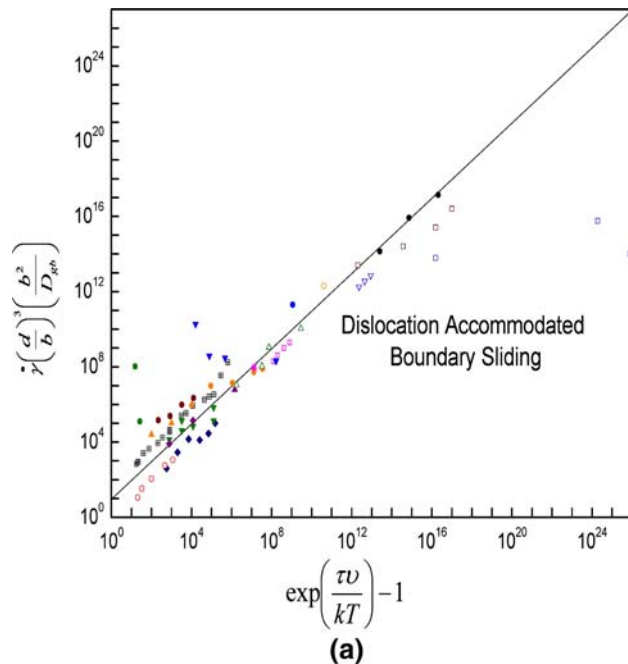 10^24
10^20
10^16
10^12
10^8
10^4
10^0
γ̇(d/b)^3(b^2/D_gb)
Dislocation Accommodated
Boundary Sliding
10^0 10^4 10^8 10^12 10^16 10^20 10^24
exp(τυ/kT)−1
(a)